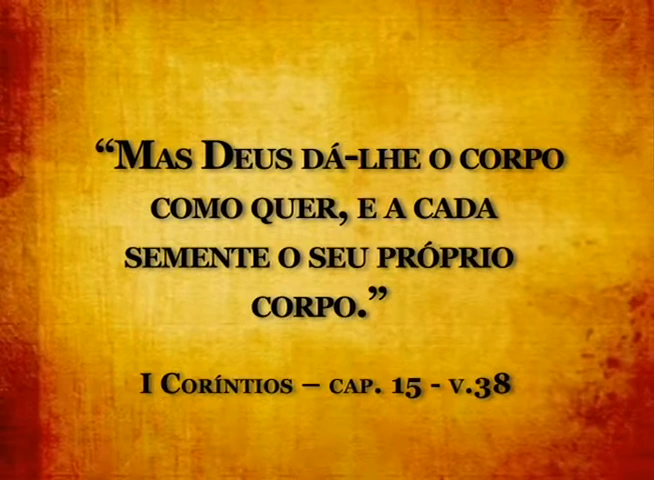 “Mas Deus dá-lhe o corpo
como quer, e a cada
semente o seu próprio
corpo.”
I Coríntios – cap. 15 - v.38